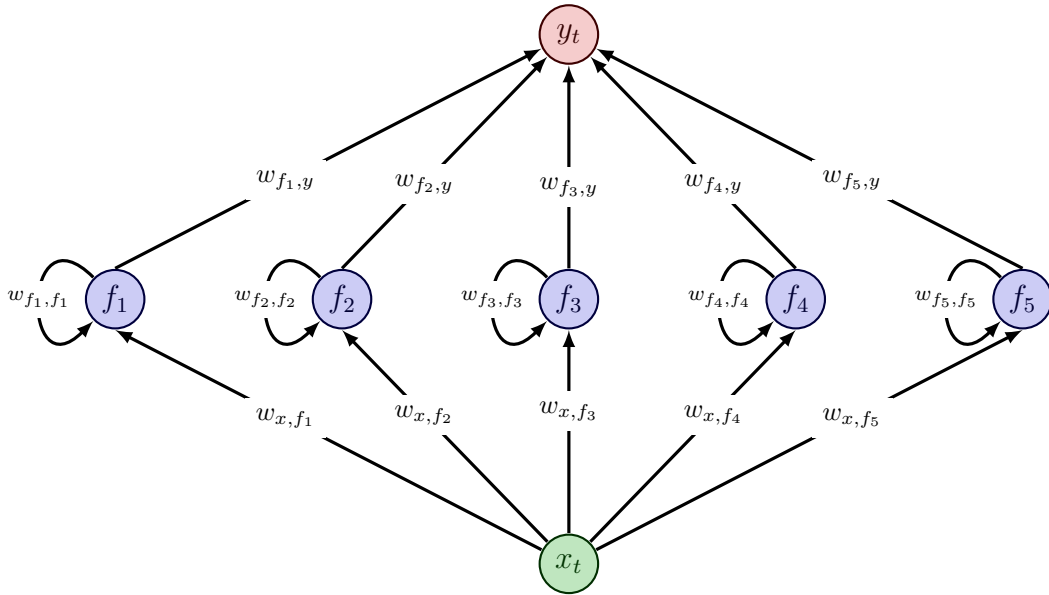 y_t
w_{f_1,y} w_{f_2,y} w_{f_3,y} w_{f_4,y} w_{f_5,y}
w_{f_1,f_1} f_1 w_{f_2,f_2} f_2 w_{f_3,f_3} f_3 w_{f_4,f_4} f_4 w_{f_5,f_5} f_5
w_{x,f_1} w_{x,f_2} w_{x,f_3} w_{x,f_4} w_{x,f_5}
x_t